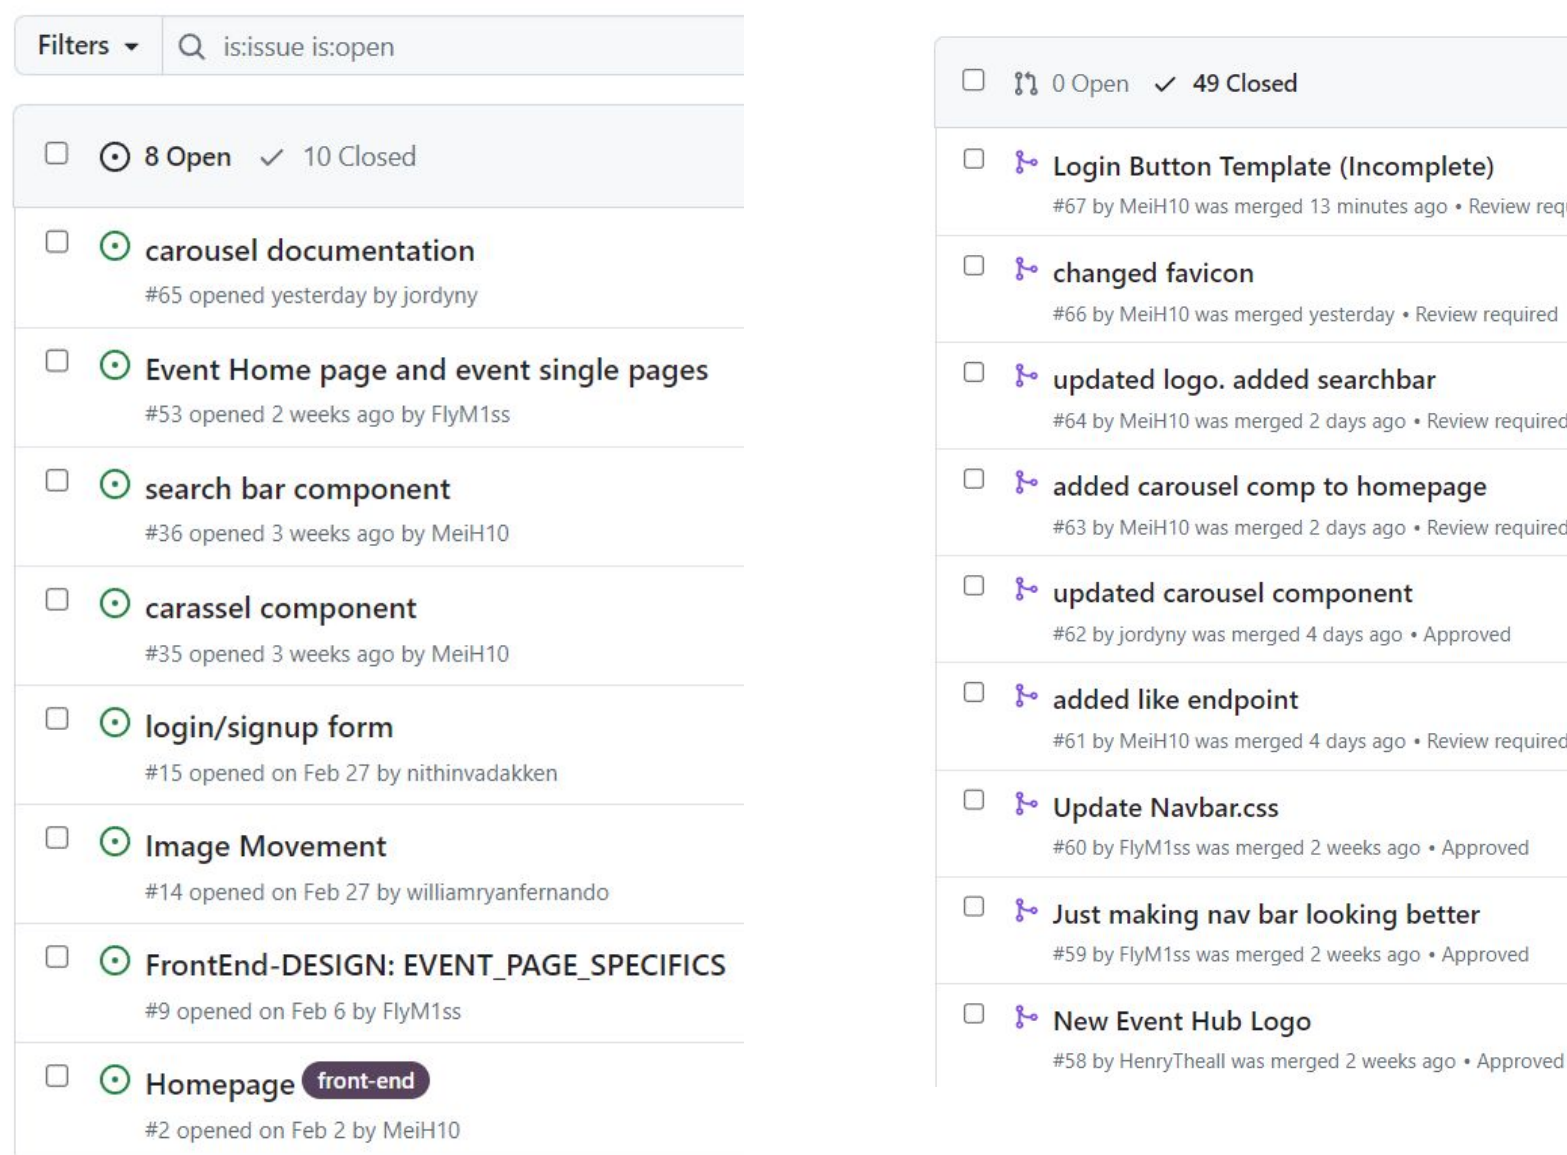 Filters
is:issue is:open
8 Open 10 Closed
carousel documentation
#65 opened yesterday by jordyny
Event Home page and event single pages
#53 opened 2 weeks ago by FlyM1ss
search bar component
#36 opened 3 weeks ago by MeiH10
carassel component
#35 opened 3 weeks ago by MeiH10
login/signup form
#15 opened on Feb 27 by nithinvadakken
Image Movement
#14 opened on Feb 27 by williamryanfernando
FrontEnd-DESIGN: EVENT_PAGE_SPECIFICS
#9 opened on Feb 6 by FlyM1ss
Homepage front-end
#2 opened on Feb 2 by MeiH10
0 Open 49 Closed
Login Button Template (Incomplete)
#67 by MeiH10 was merged 13 minutes ago • Review
changed favicon
#66 by MeiH10 was merged yesterday • Review required
updated logo. added searchbar
#64 by MeiH10 was merged 2 days ago • Review required
added carousel comp to homepage
#63 by MeiH10 was merged 2 days ago • Review required
updated carousel component
#62 by jordyny was merged 4 days ago • Approved
added like endpoint
#61 by MeiH10 was merged 4 days ago • Review required
Update Navbar.css
#60 by FlyM1ss was merged 2 weeks ago • Approved
Just making nav bar looking better
#59 by FlyM1ss was merged 2 weeks ago • Approved
New Event Hub Logo
#58 by HenryTheall was merged 2 weeks ago • Approved